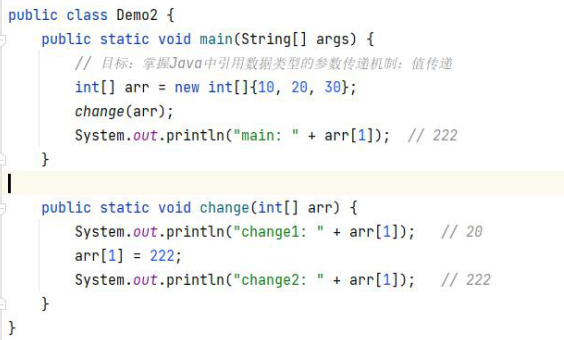 public class Demo2 {
    public static void main(String[] args) {
        // 目标：掌握Java中引用数据类型的参数传递机制：值传递
        int[] arr = new int[]{10, 20, 30};
        change(arr);
        System.out.println("main: " + arr[1]);  // 222
    }

    public static void change(int[] arr) {
        System.out.println("change1: " + arr[1]);   // 20
        arr[1] = 222;
        System.out.println("change2: " + arr[1]);   // 222
    }
}